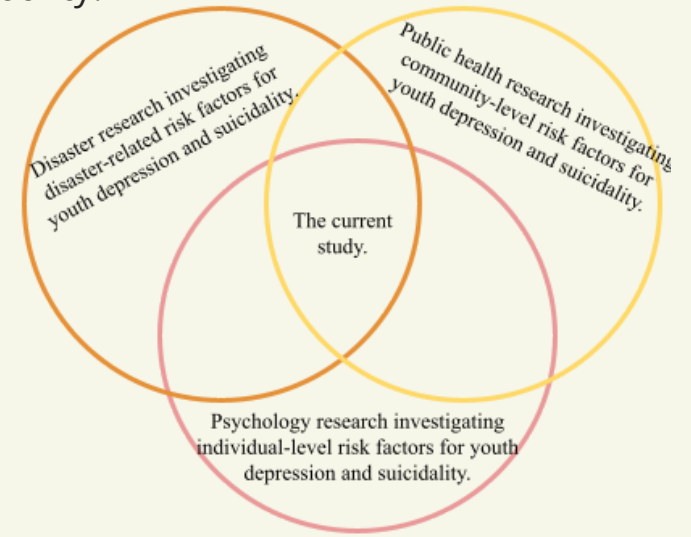 Disaster research investigating
disaster-related risk factors for
youth depression and suicidality.
Public health research investigating
community-level risk factors for
youth depression and suicidality.
The current
study.
Psychology research investigating
individual-level risk factors for youth
depression and suicidality.